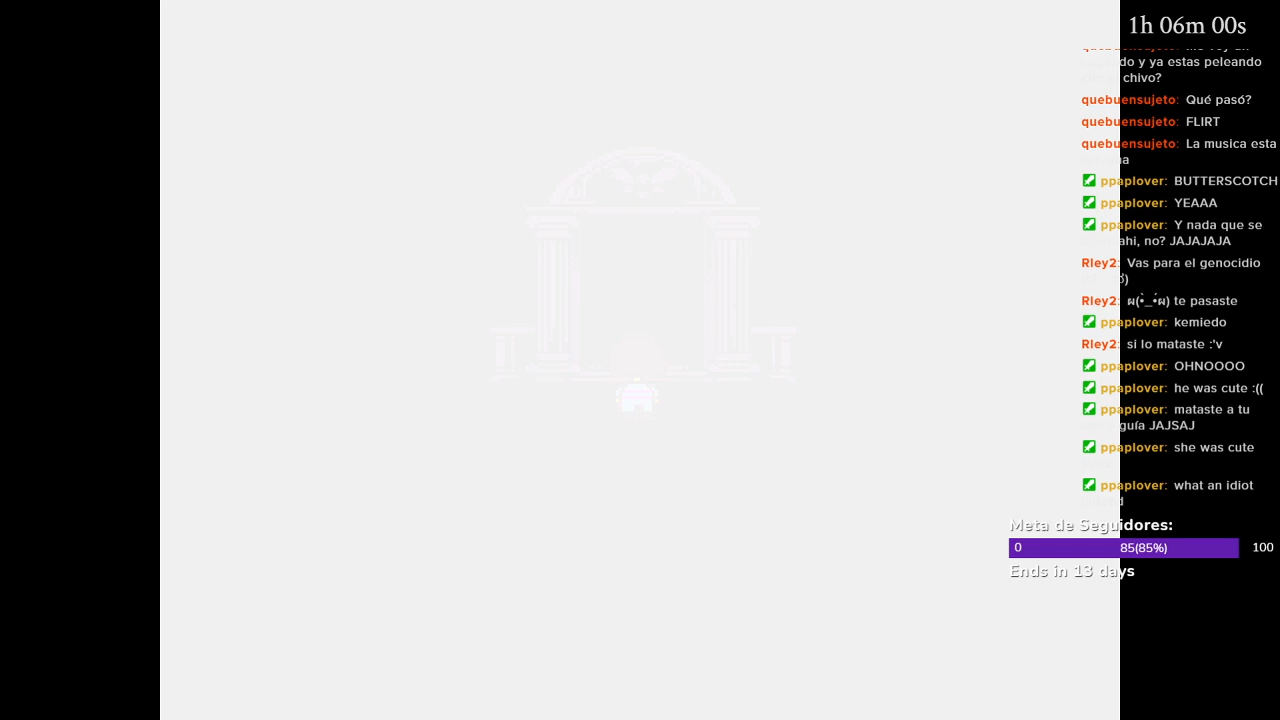 1h 06m 00s
quebuensujeto:
do y ya estas peleando
chivo?
quebuensujeto: Qué pasó?
quebuensujeto: FLIRT
quebuensujeto: La musica esta
na
ppaplover: BUTTERSCOTCH
ppaplover: YEAAA
ppaplover: Y nada que se
ahi, no? JAJAJAJA
Rley2: Vas para el genocidio
Rley2: te pasaste
ppaplover: kemiedo
Rley2: si lo mataste :'v
ppaplover: OHNOOOO
ppaplover: he was cute :((
ppaplover: mataste a tu
guía JAJSAJ
ppaplover: she was cute
ppaplover: what an idiot
Meta de Seguidores:
0 85(85%) 100
Ends in 13 days